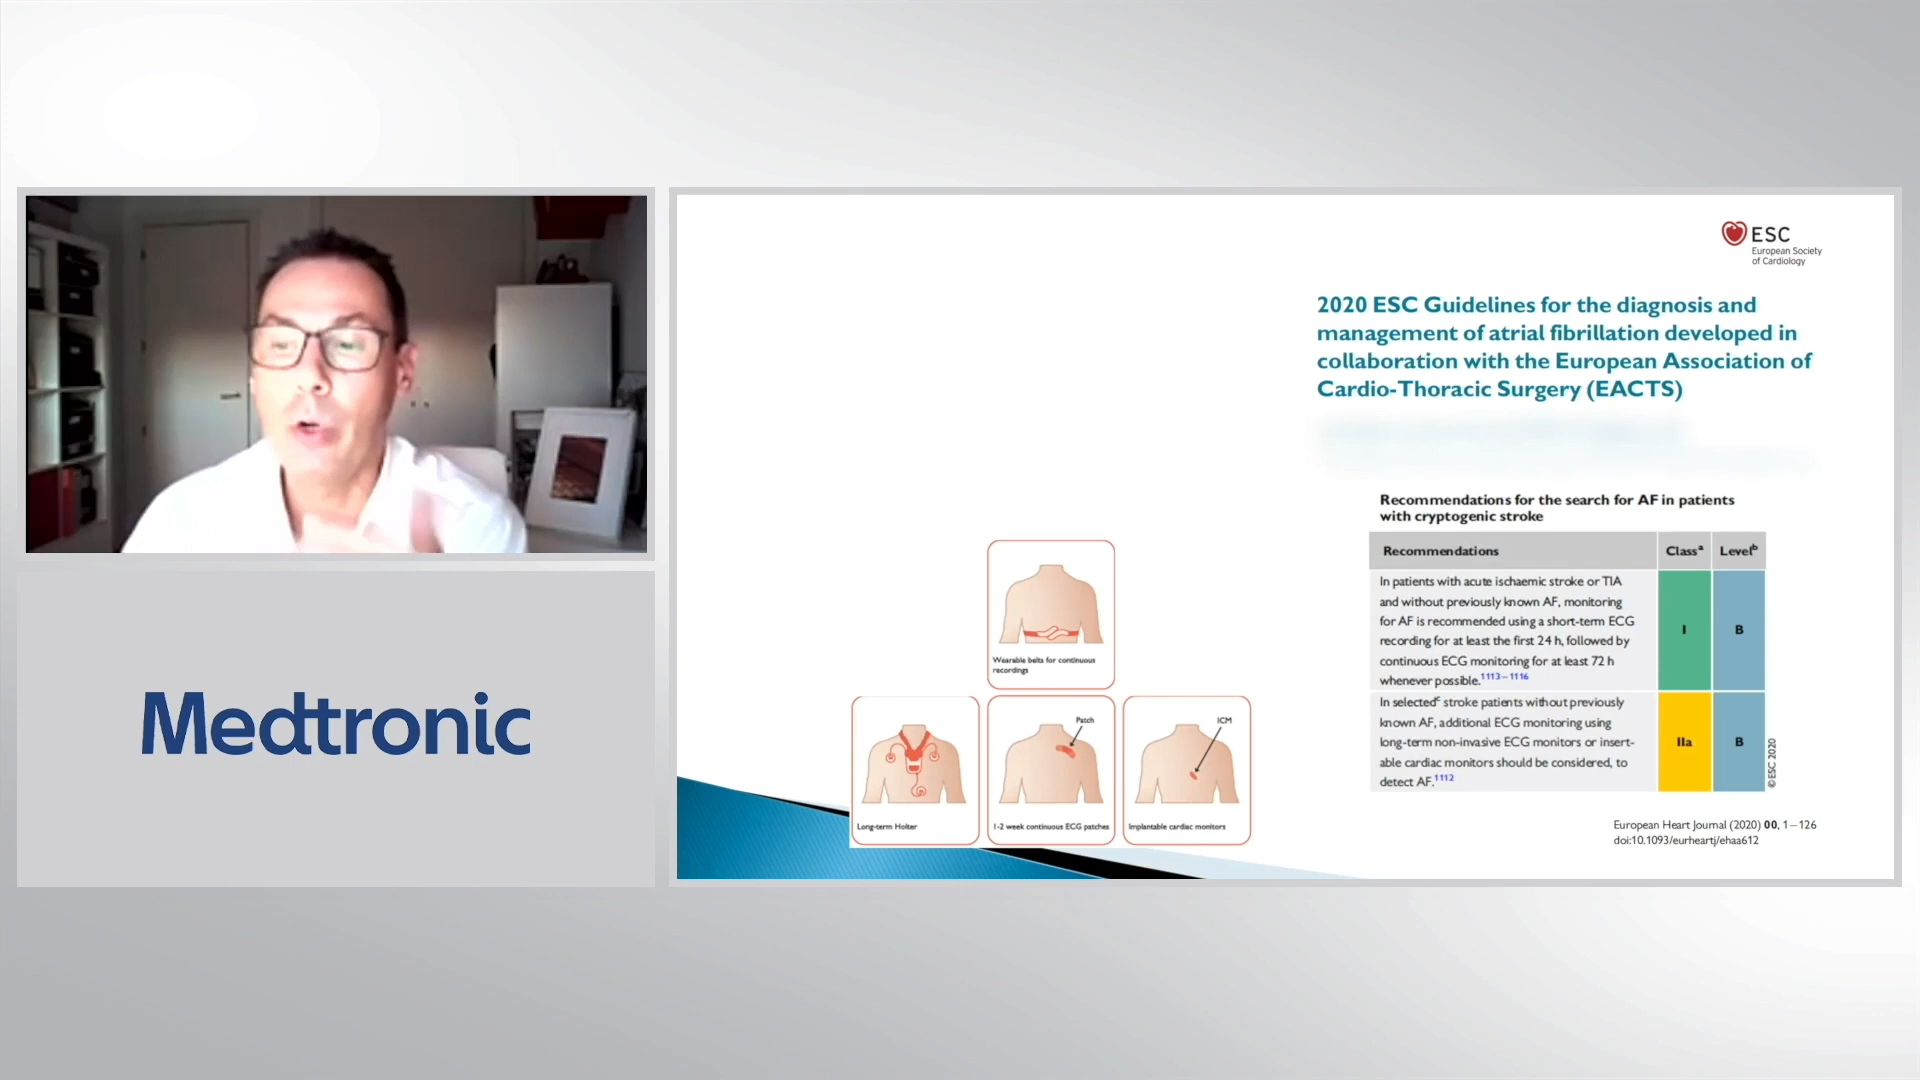 Medtronic
ESC
European Society
of Cardiology
2020 ESC Guidelines for the diagnosis and
management of atrial fibrillation developed in
collaboration with the European Association of
Cardio-Thoracic Surgery (EACTS)
Recommendations for the search for AF in patients
with cryptogenic stroke
Recommendations Classᵃ Levelᵇ
In patients with acute ischaemic stroke or TIA
and without previously known AF, monitoring
for AF is recommended using a short-term ECG
recording for at least the first 24 h, followed by
continuous ECG monitoring for at least 72 h
whenever possible.1113–1116
I B
In selectedᶜ stroke patients without previously
known AF, additional ECG monitoring using
long-term non-invasive ECG monitors or insert-
able cardiac monitors should be considered, to
detect AF.1112
IIa B
©ESC 2020
European Heart Journal (2020) 00, 1–126
doi:10.1093/eurheartj/ehaa612
Wearable belts for continuous
recordings
Long-term Holter
Patch
1-2 week continuous ECG patches
ICM
Implantable cardiac monitors